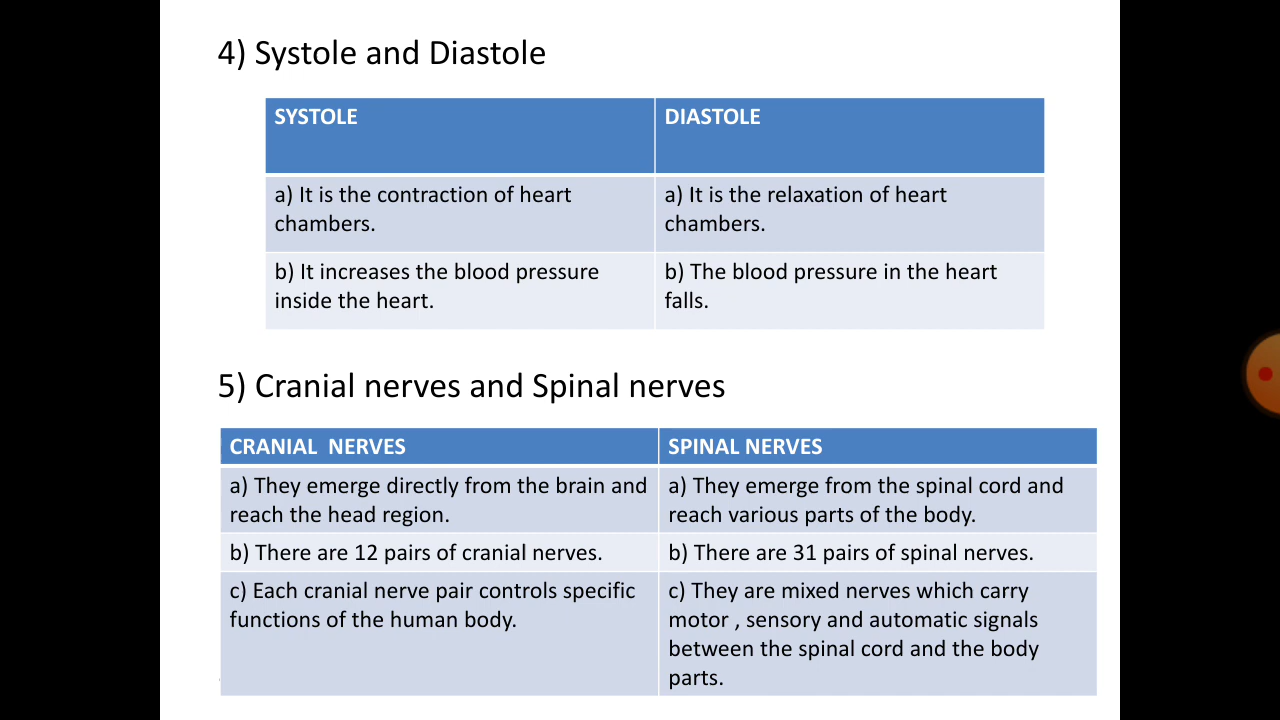 4) Systole and Diastole
SYSTOLE
DIASTOLE
a) It is the contraction of heart
chambers.
a) It is the relaxation of heart
chambers.
b) It increases the blood pressure
inside the heart.
b) The blood pressure in the heart
falls.
5) Cranial nerves and Spinal nerves
CRANIAL  NERVES
SPINAL NERVES
a) They emerge directly from the brain and
reach the head region.
a) They emerge from the spinal cord and
reach various parts of the body.
b) There are 12 pairs of cranial nerves.
b) There are 31 pairs of spinal nerves.
c) Each cranial nerve pair controls specific
functions of the human body.
c) They are mixed nerves which carry
motor , sensory and automatic signals
between the spinal cord and the body
parts.